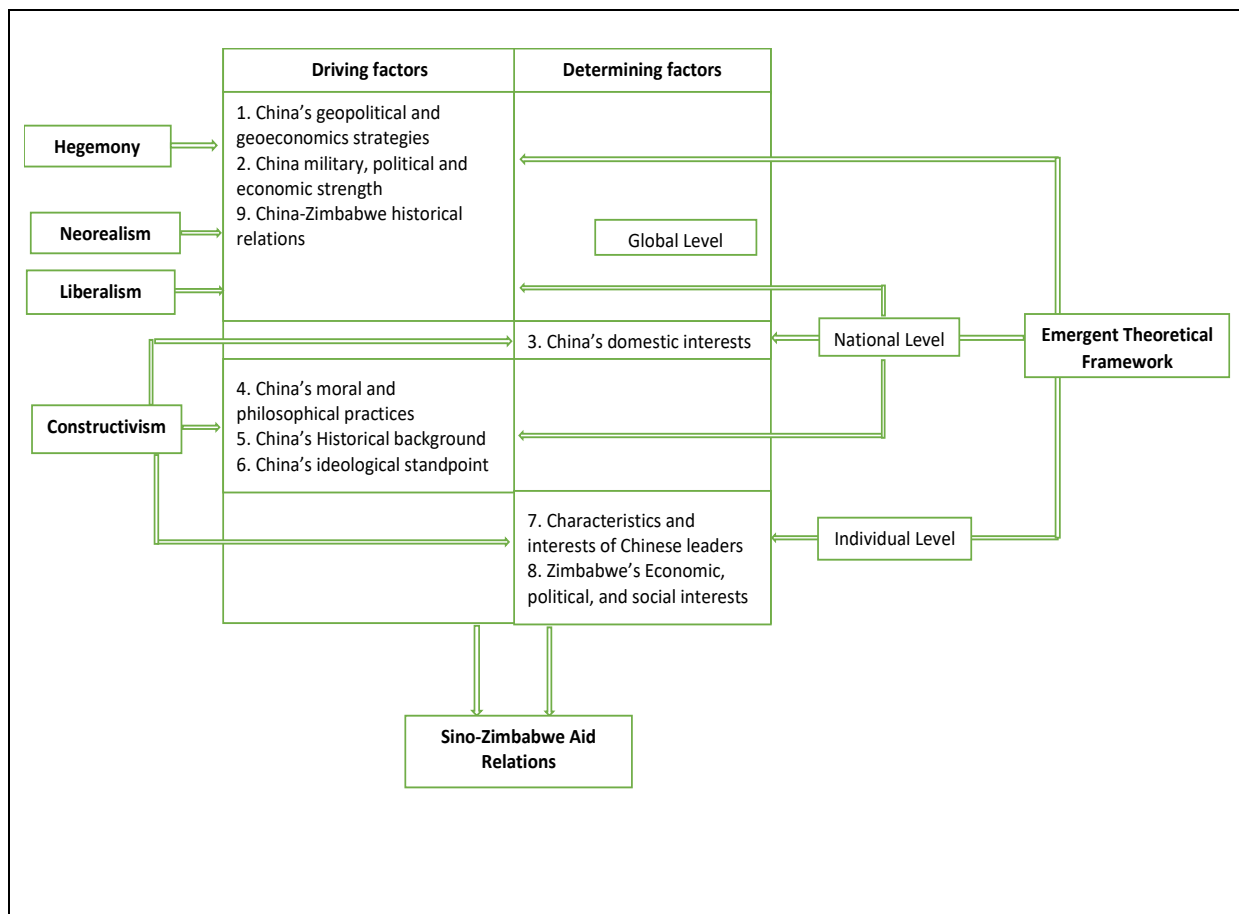 Driving factors
Determining factors
Hegemony
Neorealism
Liberalism
Constructivism
1. China’s geopolitical and
geoeconomics strategies
2. China military, political and
economic strength
9. China-Zimbabwe historical
relations
Global Level
3. China’s domestic interests
National Level
Emergent Theoretical
Framework
4. China’s moral and
philosophical practices
5. China’s Historical background
6. China’s ideological standpoint
7. Characteristics and
interests of Chinese leaders
8. Zimbabwe’s Economic,
political, and social interests
Individual Level
Sino-Zimbabwe Aid
Relations